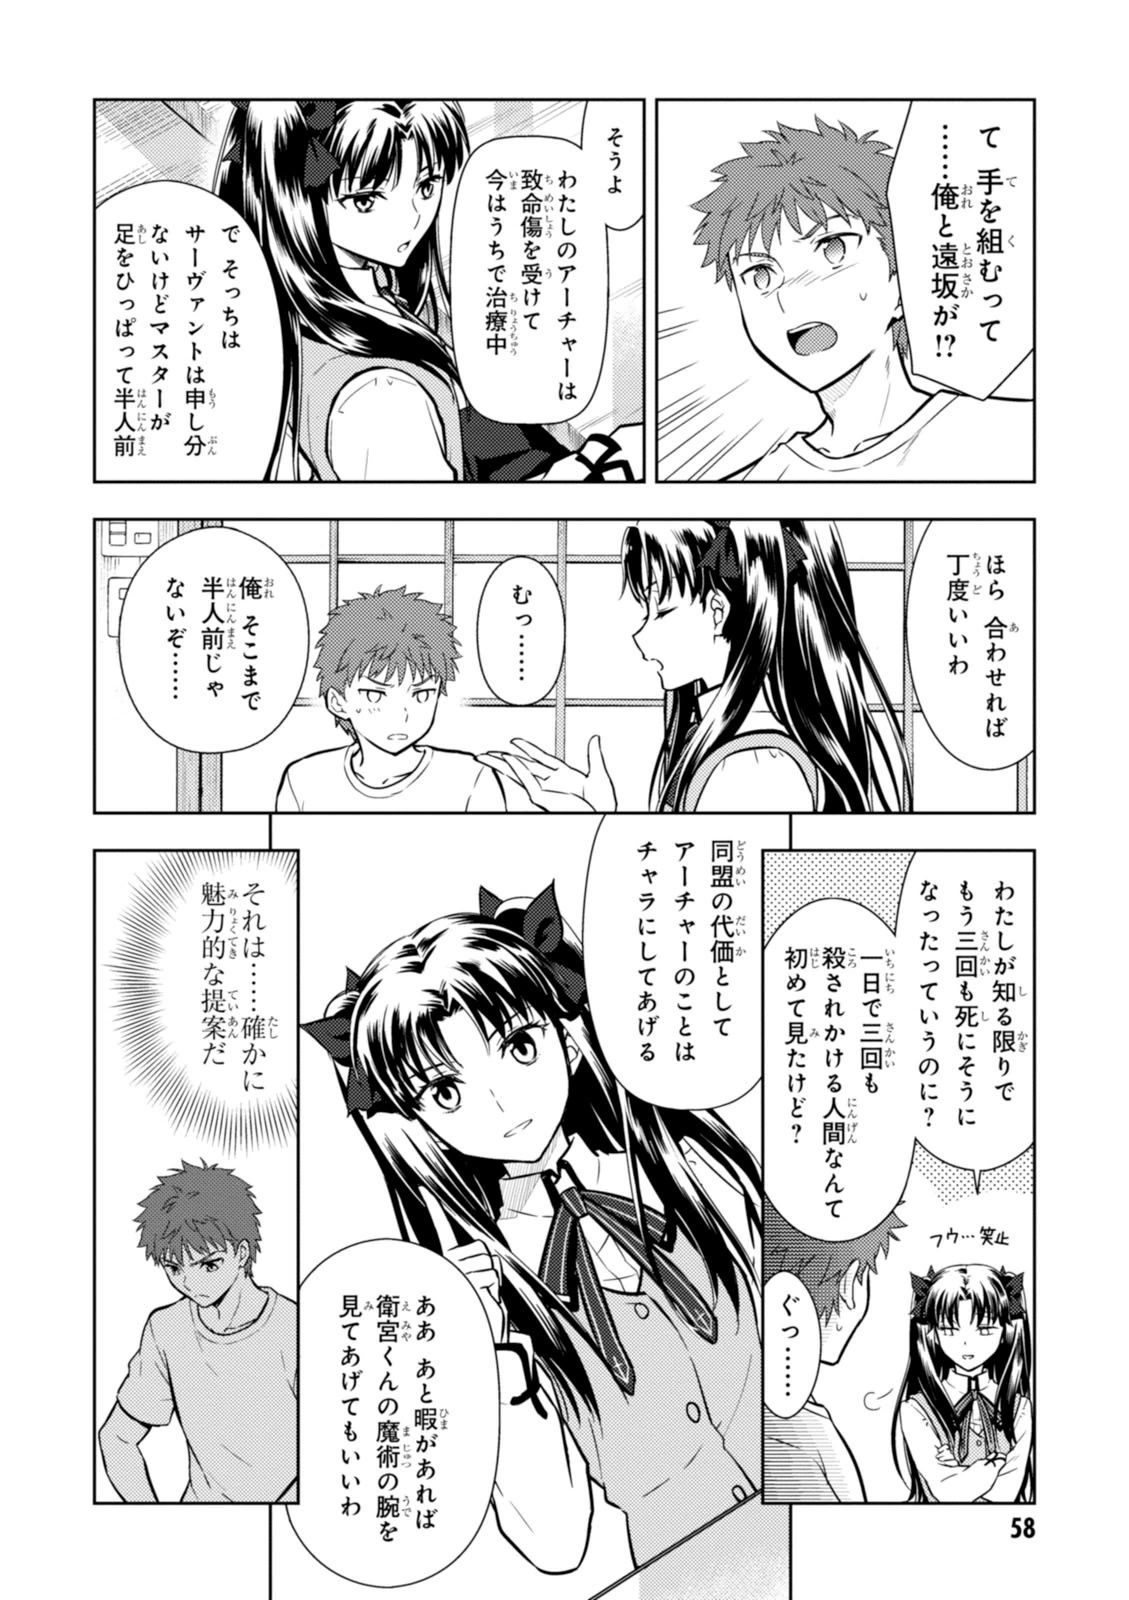 て 手を組むって
……俺と遠坂が!?
そうよ
わたしのアーチャーは
致命傷を受けて
今はうちで治療中
で そっちは
サーヴァントは申し分
ないけどマスターが
足をひっぱって半人前
ほら 合わせれば
丁度いいわ
むっ……
俺 そこまで
半人前じゃ
ないぞ……
わたしが知る限りで
もう三回も死にそうに
なったっていうのに?
一日で三回も
殺されかける人間なんて
初めて見たけど?
フウ…笑止
ぐっ……
同盟の代価として
アーチャーのことは
チャラにしてあげる
ああ あと暇があれば
衛宮くんの魔術の腕を
見てあげてもいいわ
それは……確かに
魅力的な提案だ
58